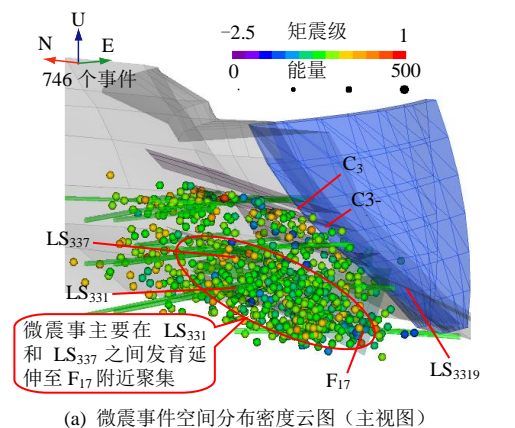 U
N
E
746 个事件
−2.5 矩震级 1
0 能量 500
C₃
C3-
LS₃₃₇
LS₃₃₁
微震事主要在 LS₃₃₁
和 LS₃₃₇ 之间发育延
伸至 F₁₇ 附近聚集
F₁₇
LS₃₃₁₉
(a) 微震事件空间分布密度云图（主视图）